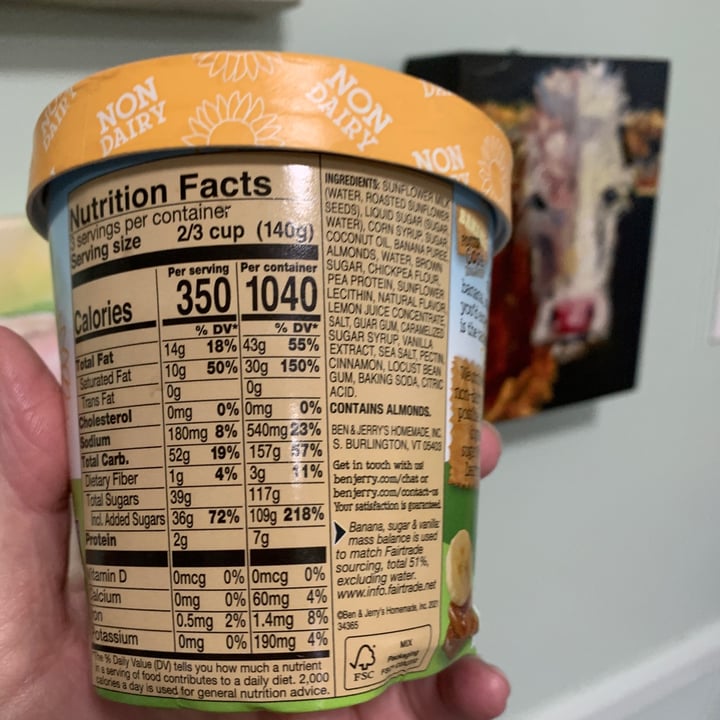 NON
DAIRY
NON
DAIRY
NON
DAIRY
NON
Nutrition Facts
3 servings per container
Serving size 2/3 cup (140g)
Per serving Per container
Calories 350 1040
% DV* % DV*
Total Fat 14g 18% 43g 55%
Saturated Fat 10g 50% 30g 150%
Trans Fat 0g 0g
Cholesterol 0mg 0% 0mg 0%
Sodium 180mg 8% 540mg 23%
Total Carb. 52g 19% 157g 57%
Dietary Fiber 1g 4% 3g 11%
Total Sugars 39g 117g
Incl. Added Sugars 36g 72% 109g 218%
Protein 2g 7g
Vitamin D 0mcg 0% 0mcg 0%
Calcium 0mg 0% 60mg 4%
Iron 0.5mg 2% 1.4mg 8%
Potassium 0mg 0% 190mg 4%
*The % Daily Value (DV) tells you how much a nutrient
in a serving of food contributes to a daily diet. 2,000
calories a day is used for general nutrition advice.
INGREDIENTS: SUNFLOWER MILK
(WATER, ROASTED SUNFLOWER
SEEDS), LIQUID SUGAR (SUGAR,
WATER), CORN SYRUP, SUGAR,
COCONUT OIL, BANANA PUREE,
ALMONDS, WATER, BROWN
SUGAR, CHICKPEA FLOUR,
PEA PROTEIN, SUNFLOWER
LECITHIN, NATURAL FLAVOR,
LEMON JUICE CONCENTRATE,
SALT, GUAR GUM, CARAMELIZED
SUGAR SYRUP, VANILLA
EXTRACT, SEA SALT, PECTIN,
CINNAMON, LOCUST BEAN
GUM, BAKING SODA, CITRIC
ACID.
CONTAINS ALMONDS.
BEN & JERRY'S HOMEMADE, INC.
S. BURLINGTON, VT 05403
Get in touch with us!
benjerry.com/chat or
benjerry.com/contact-us
Your satisfaction is guaranteed.
Banana, sugar & vanilla:
mass balance is used
to match Fairtrade
sourcing, total 51%,
excluding water.
www.info.fairtrade.net
©Ben & Jerry's Homemade, Inc. 2021
34365
FSC
MIX
Packaging